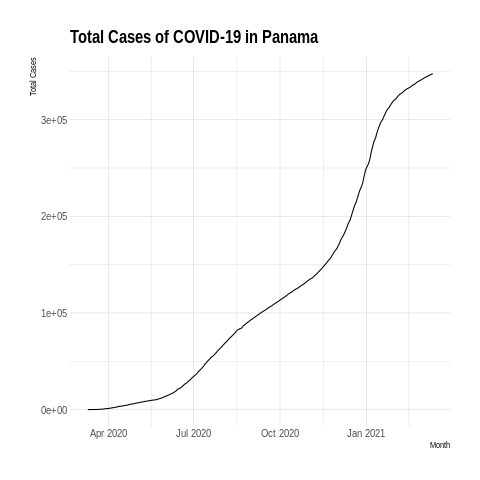 Total Cases of COVID-19 in Panama
Total Cases
3e+05
2e+05
1e+05
0e+00
Apr 2020 Jul 2020 Oct 2020 Jan 2021
Month